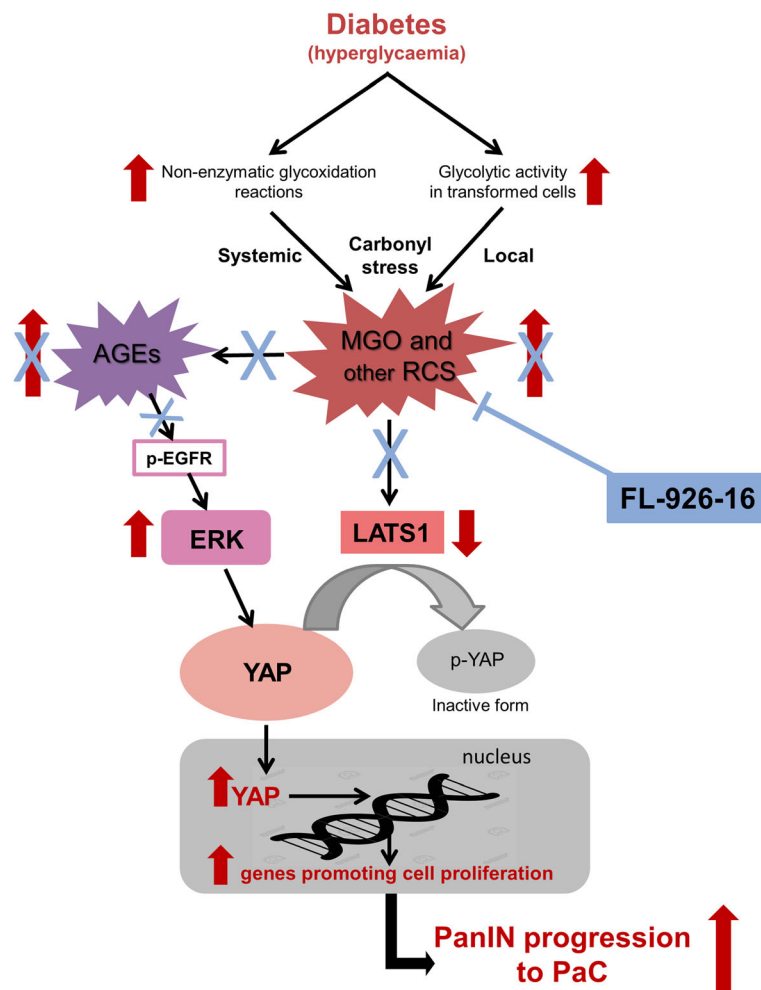 Diabetes
(hyperglycaemia)
Non-enzymatic glycoxidation
reactions
Glycolytic activity
in transformed cells
Systemic
Carbonyl
stress
Local
AGEs
MGO and
other RCS
p-EGFR
FL-926-16
ERK
LATS1
YAP
p-YAP
Inactive form
nucleus
YAP
genes promoting cell proliferation
PanIN progression
to PaC